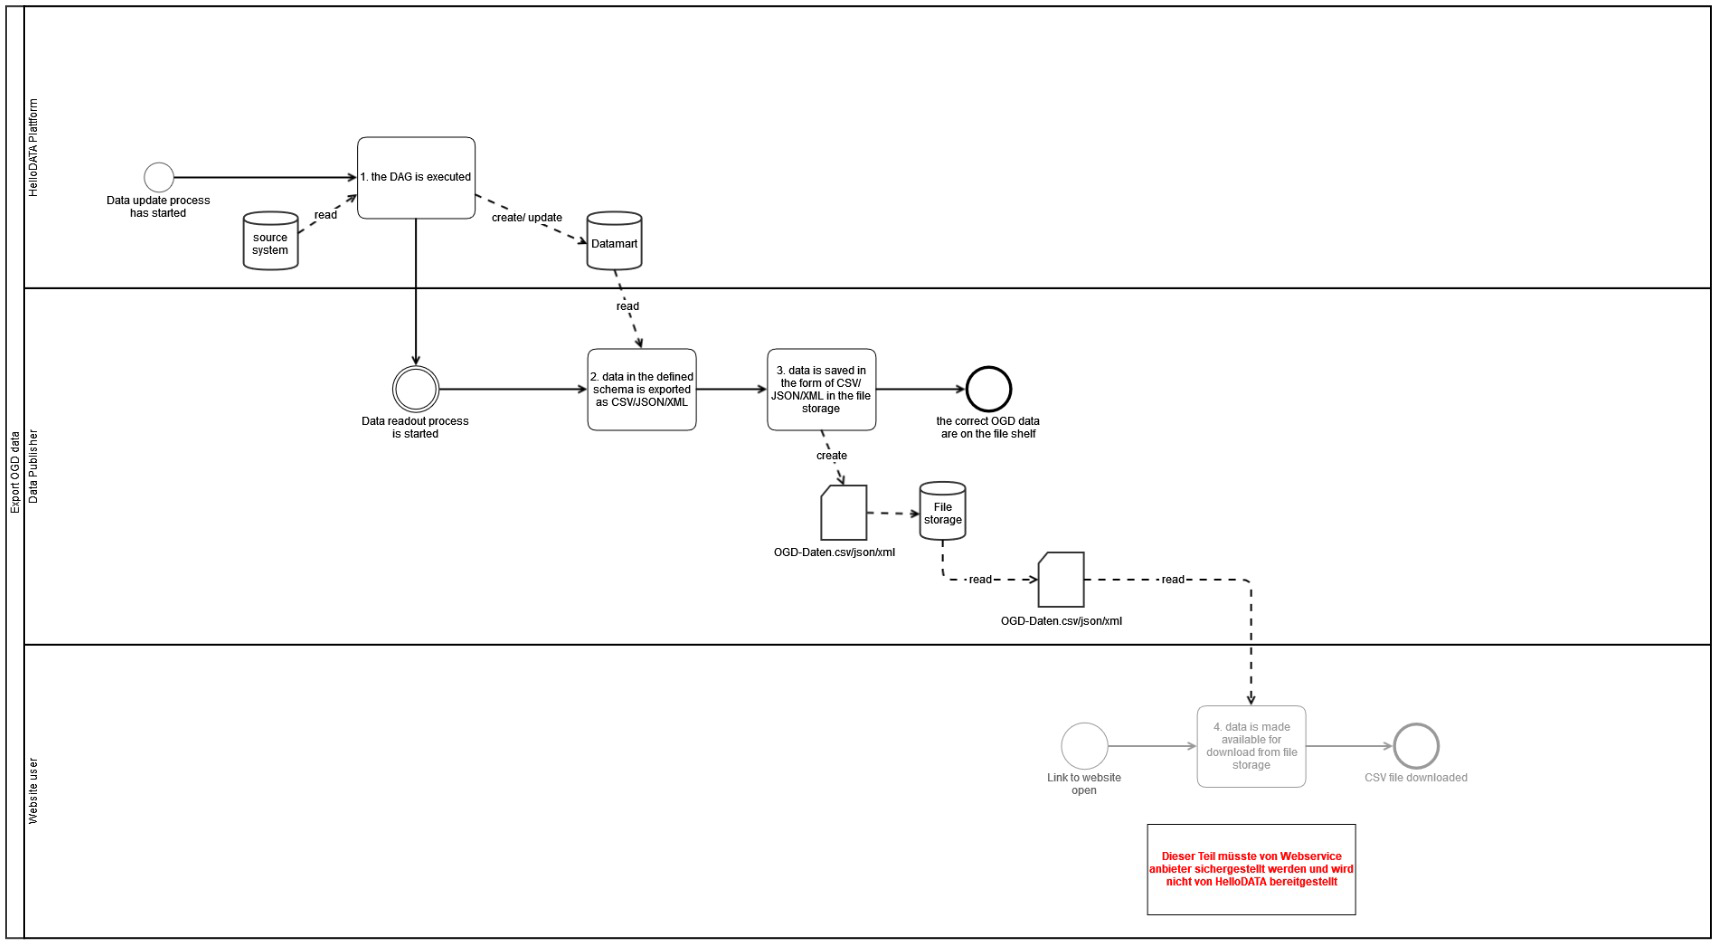 Export OGD data
HelloDATA Plattform
Data update process
has started
source
system
read
1. the DAG is executed
create/ update
Datamart
read
Data Publisher
Data readout process
is started
2. data in the defined
schema is exported
as CSV/JSON/XML
3. data is saved in
the form of CSV/
JSON/XML in the file
storage
the correct OGD data
are on the file shelf
create
OGD-Daten.csv/json/xml
File
storage
read
OGD-Daten.csv/json/xml
read
Website user
Link to website
open
4. data is made
available for
download from file
storage
CSV file downloaded
Dieser Teil müsste von Webservice
anbieter sichergestellt werden und wird
nicht von HelloDATA bereitgestellt